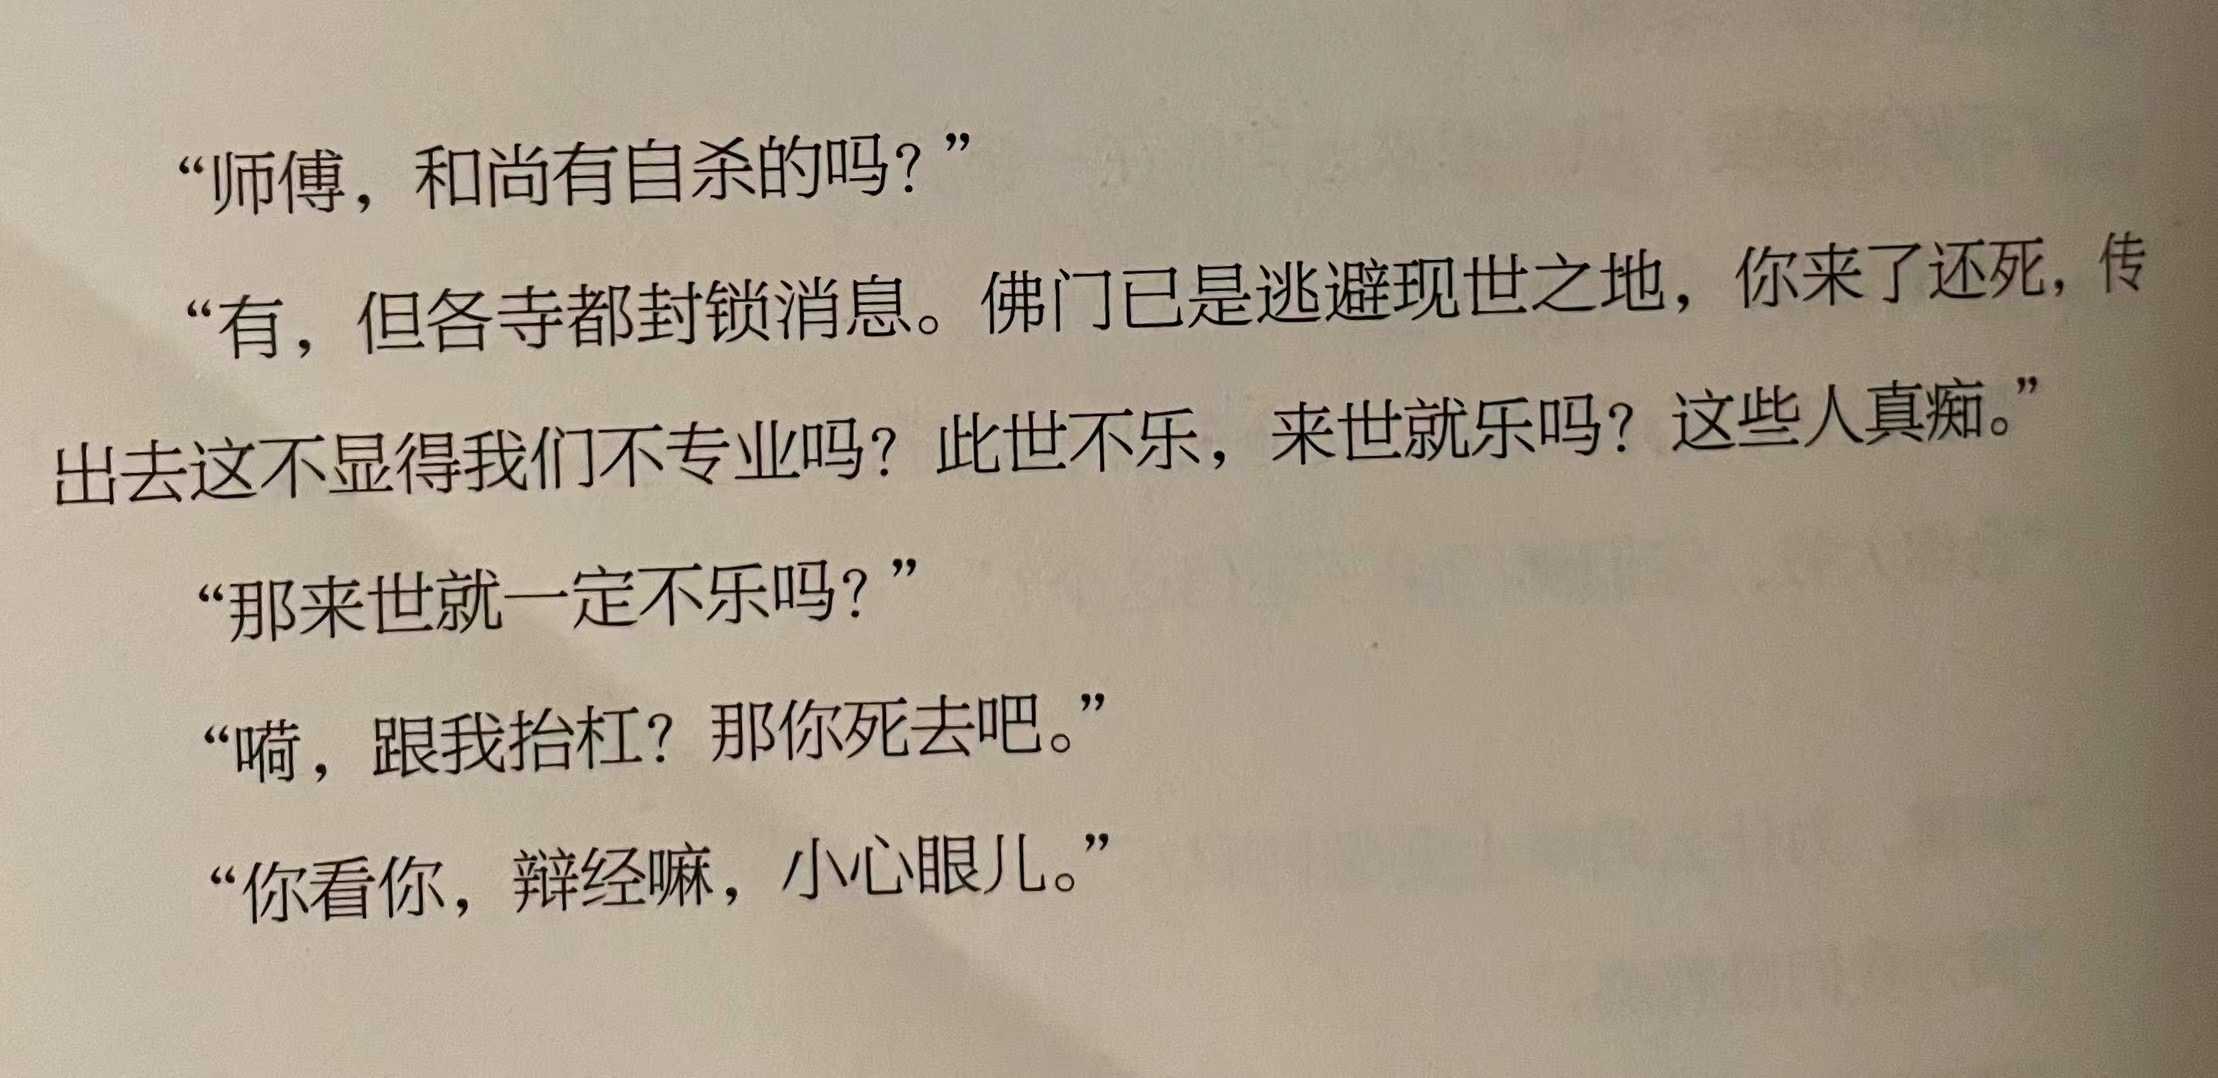 “师傅，和尚有自杀的吗？”
“有，但各寺都封锁消息。佛门已是逃避现世之地，你来了还死，传
出去这不显得我们不专业吗？此世不乐，来世就乐吗？这些人真痴。”
“那来世就一定不乐吗？”
“嗬，跟我抬杠？那你死去吧。”
“你看你，辩经嘛，小心眼儿。”